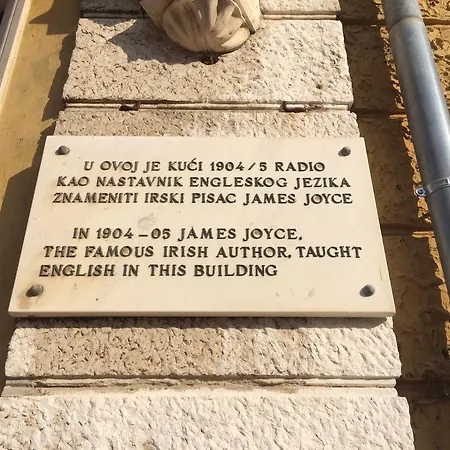 U OVOJ JE KUĆI 1904/5 RADIO
KAO NASTAVNIK ENGLESKOG JEZIKA
ZNAMENITI IRSKI PISAC JAMES JOYCE
IN 1904-05 JAMES JOYCE,
THE FAMOUS IRISH AUTHOR, TAUGHT
ENGLISH IN THIS BUILDING